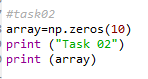 #task02
array=np.zeros(10)
print ("Task 02")
print (array)